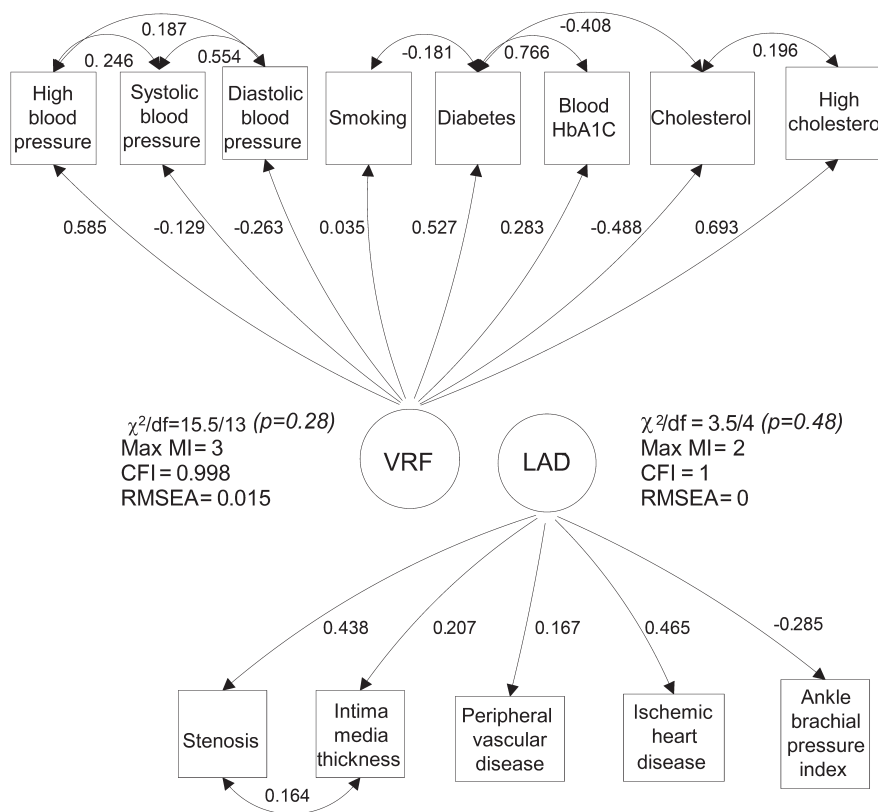 0.187
-0.408
0.246
0.554
-0.181
0.766
0.196
High
blood
pressure
Systolic
blood
pressure
Diastolic
blood
pressure
Smoking
Diabetes
Blood
HbA1C
Cholesterol
High
cholesterol
0.585
-0.129
-0.263
0.035
0.527
0.283
-0.488
0.693
χ²/df=15.5/13 (p=0.28)
Max MI= 3
CFI = 0.998
RMSEA= 0.015
VRF
LAD
χ²/df = 3.5/4 (p=0.48)
Max MI= 2
CFI = 1
RMSEA= 0
0.438
0.207
0.167
0.465
-0.285
Stenosis
Intima
media
thickness
Peripheral
vascular
disease
Ischemic
heart
disease
Ankle
brachial
pressure
index
0.164